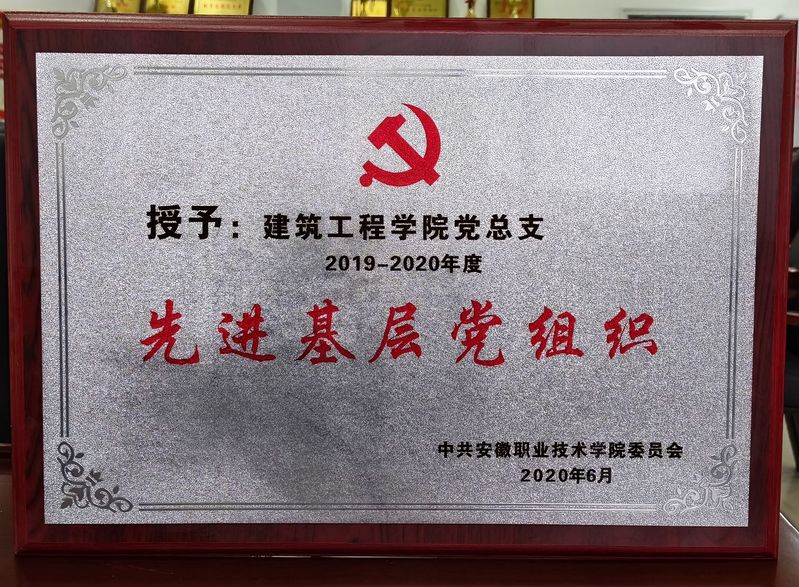 授予：建筑工程学院党总支
2019-2020年度
先进基层党组织
中共安徽职业技术学院委员会
2020年6月